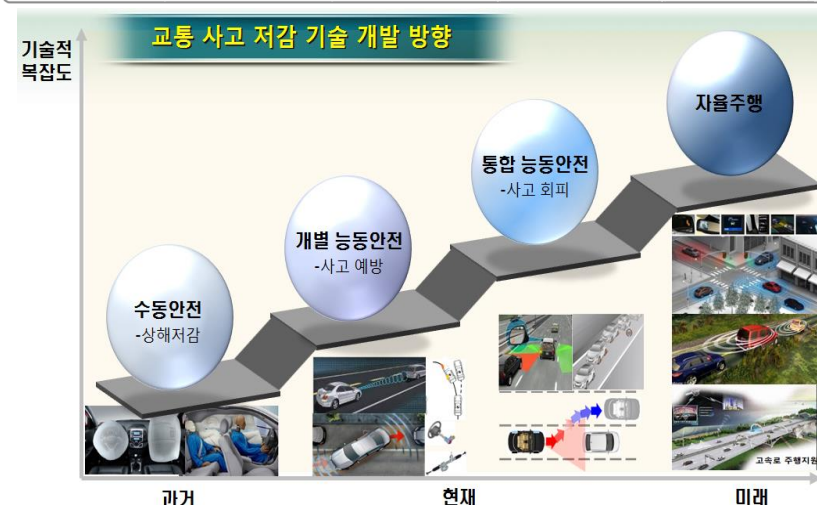 교통 사고 저감 기술 개발 방향
기술적
복잡도
자율주행
통합 능동안전
-사고 회피
개별 능동안전
-사고 예방
수동안전
-상해저감
고속로 주행지원
과거
현재
미래